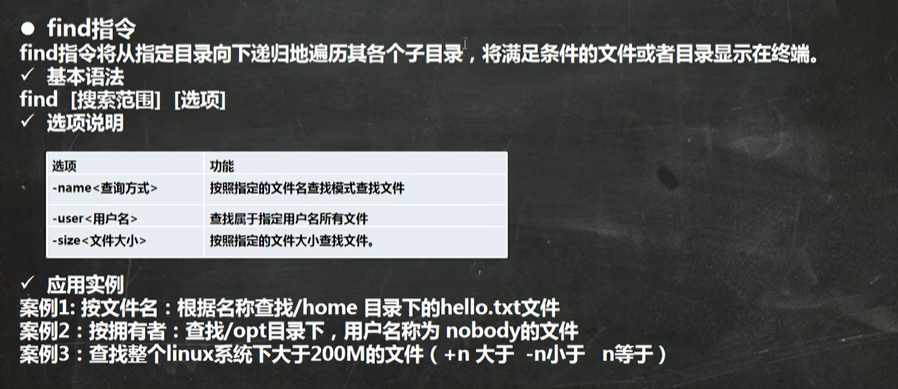 ● find指令
find指令将从指定目录向下递归地遍历其各个子目录，将满足条件的文件或者目录显示在终端。
✓ 基本语法
find [搜索范围] [选项]
✓ 选项说明
选项 功能
-name<查询方式> 按照指定的文件名查找模式查找文件
-user<用户名> 查找属于指定用户名所有文件
-size<文件大小> 按照指定的文件大小查找文件。
✓ 应用实例
案例1: 按文件名：根据名称查找/home 目录下的hello.txt文件
案例2：按拥有者：查找/opt目录下，用户名称为 nobody的文件
案例3：查找整个linux系统下大于200M的文件（+n 大于 -n小于 n等于）